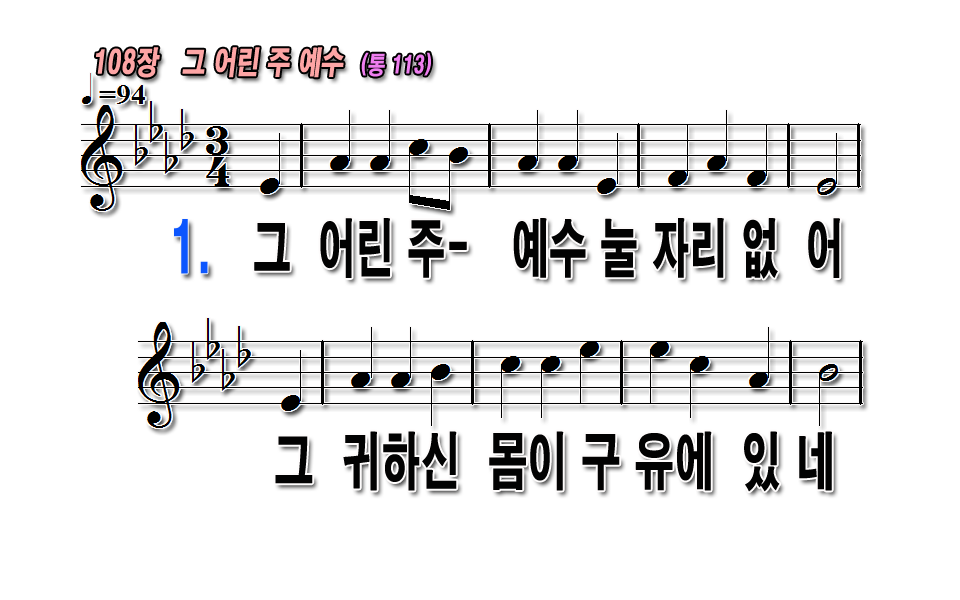 108장 그 어린 주 예수 (통 113)
♩=94
3
4
1. 그 어린 주- 예수 눌 자리 없 어
그 귀하신 몸이 구 유에 있 네